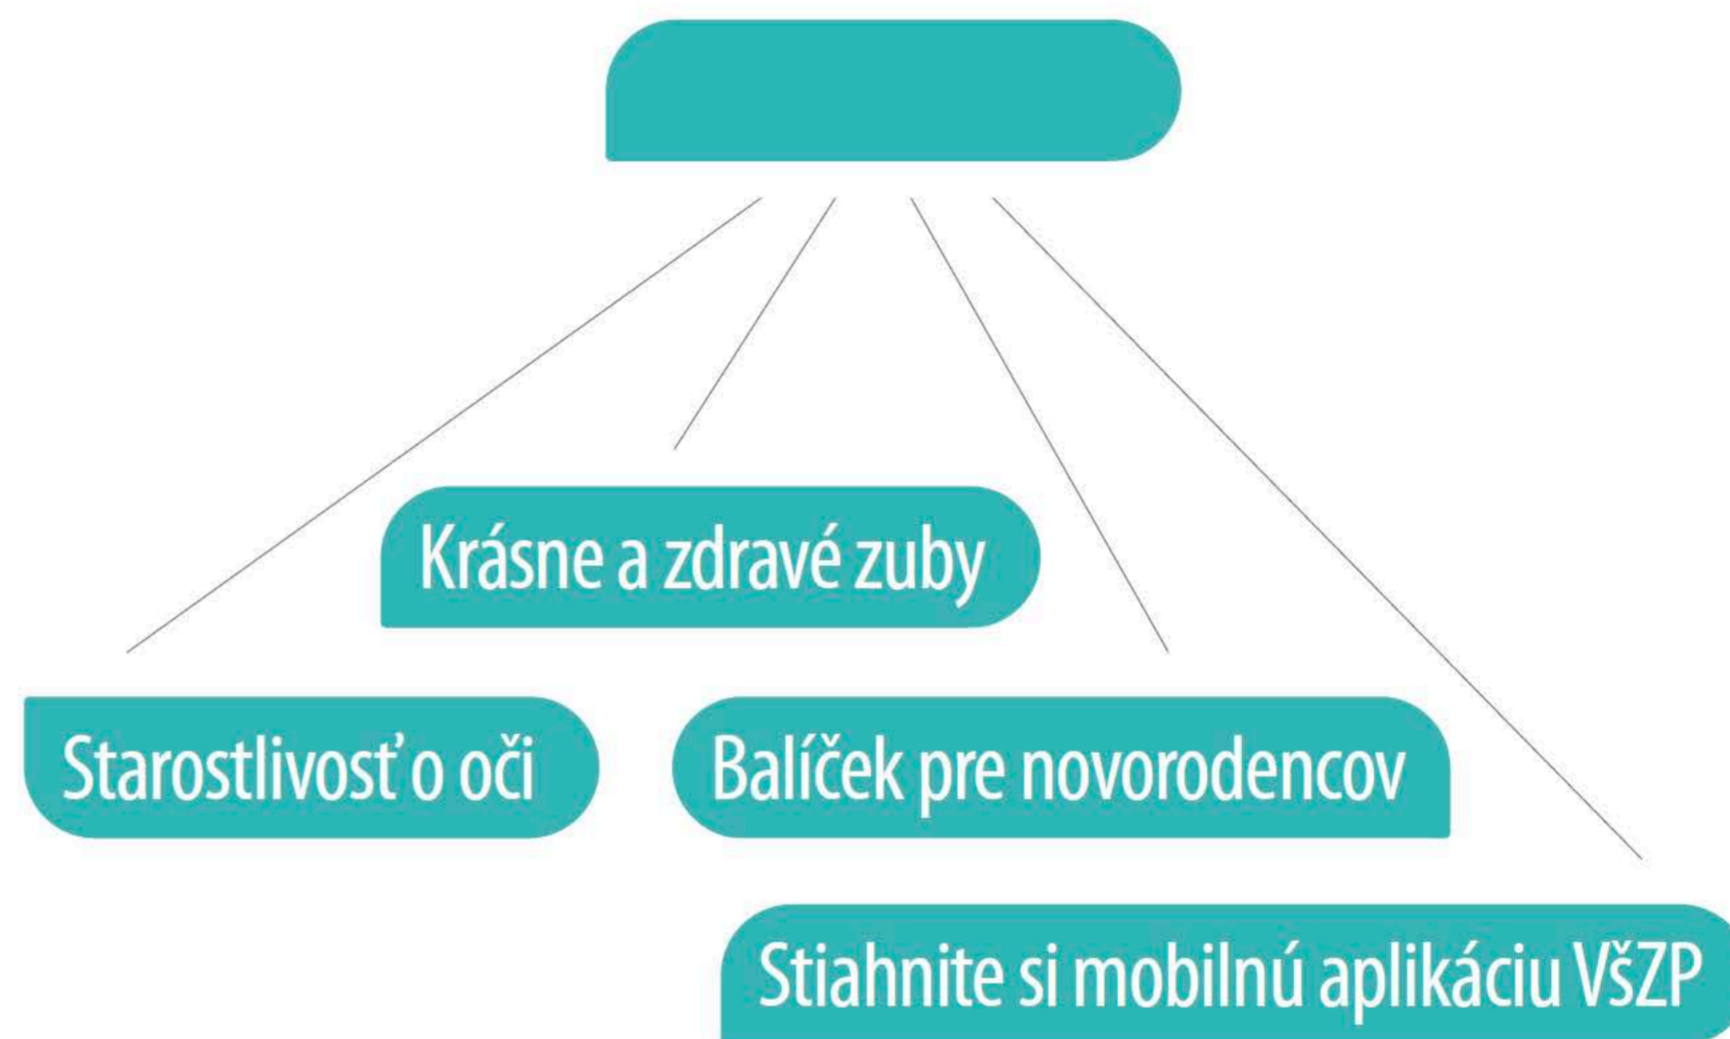 Krásne a zdravé zuby
Starostlivosť o oči
Balíček pre novorodencov
Stiahnite si mobilnú aplikáciu VšZP